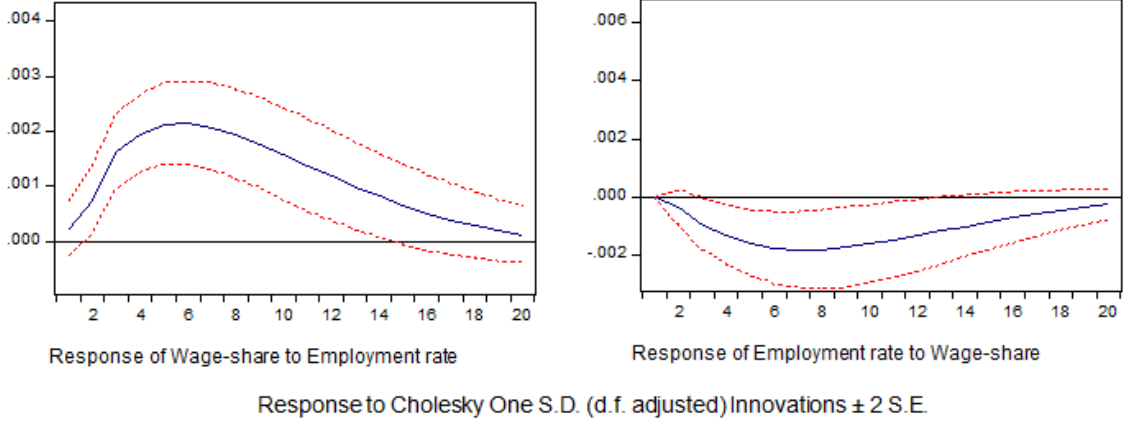 .004
.003
.002
.001
.000
2 4 6 8 10 12 14 16 18 20
Response of Wage-share to Employment rate
.006
.004
.002
.000
-.002
2 4 6 8 10 12 14 16 18 20
Response of Employment rate to Wage-share
Response to Cholesky One S.D. (d.f. adjusted) Innovations ± 2 S.E.